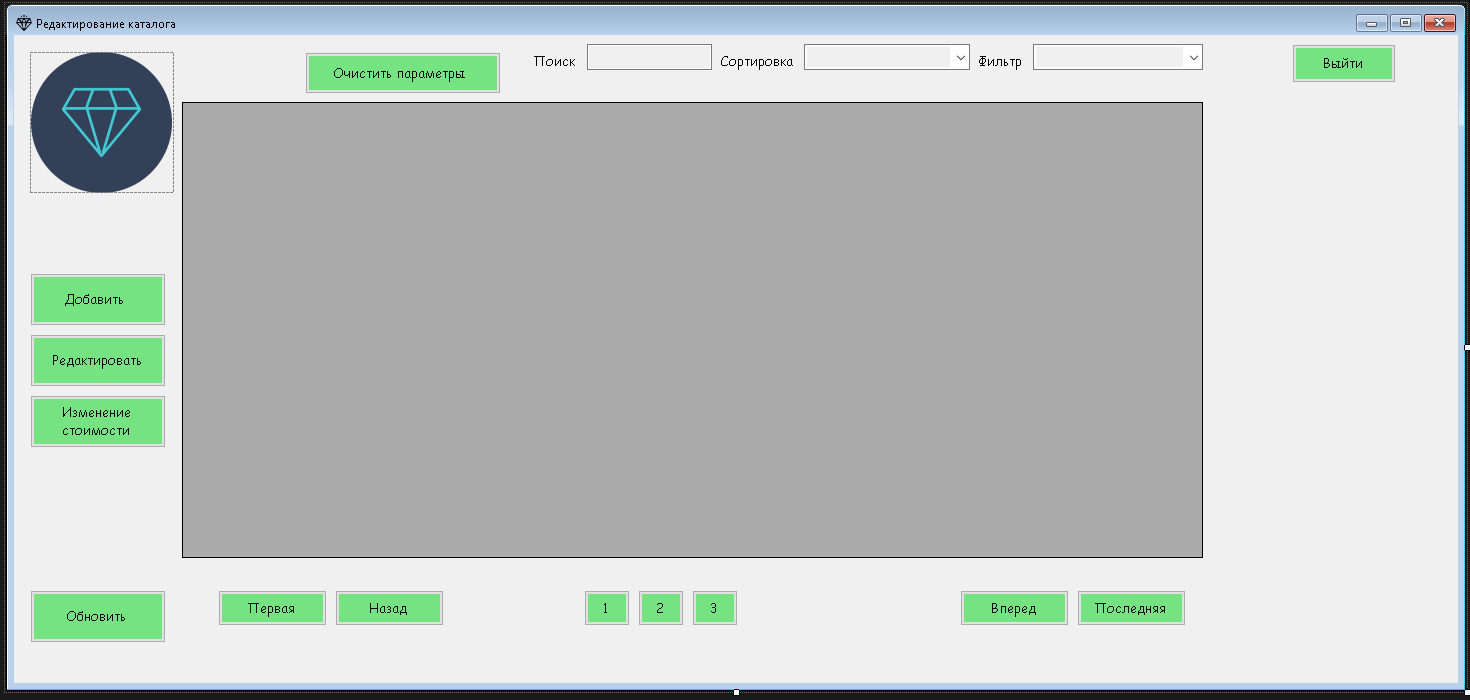 Редактирование каталога
Очистить параметры
Поиск
Сортировка
Фильтр
Выйти
Добавить
Редактировать
Изменение
стоимости
Обновить
Первая
Назад
1
2
3
Вперед
Последняя